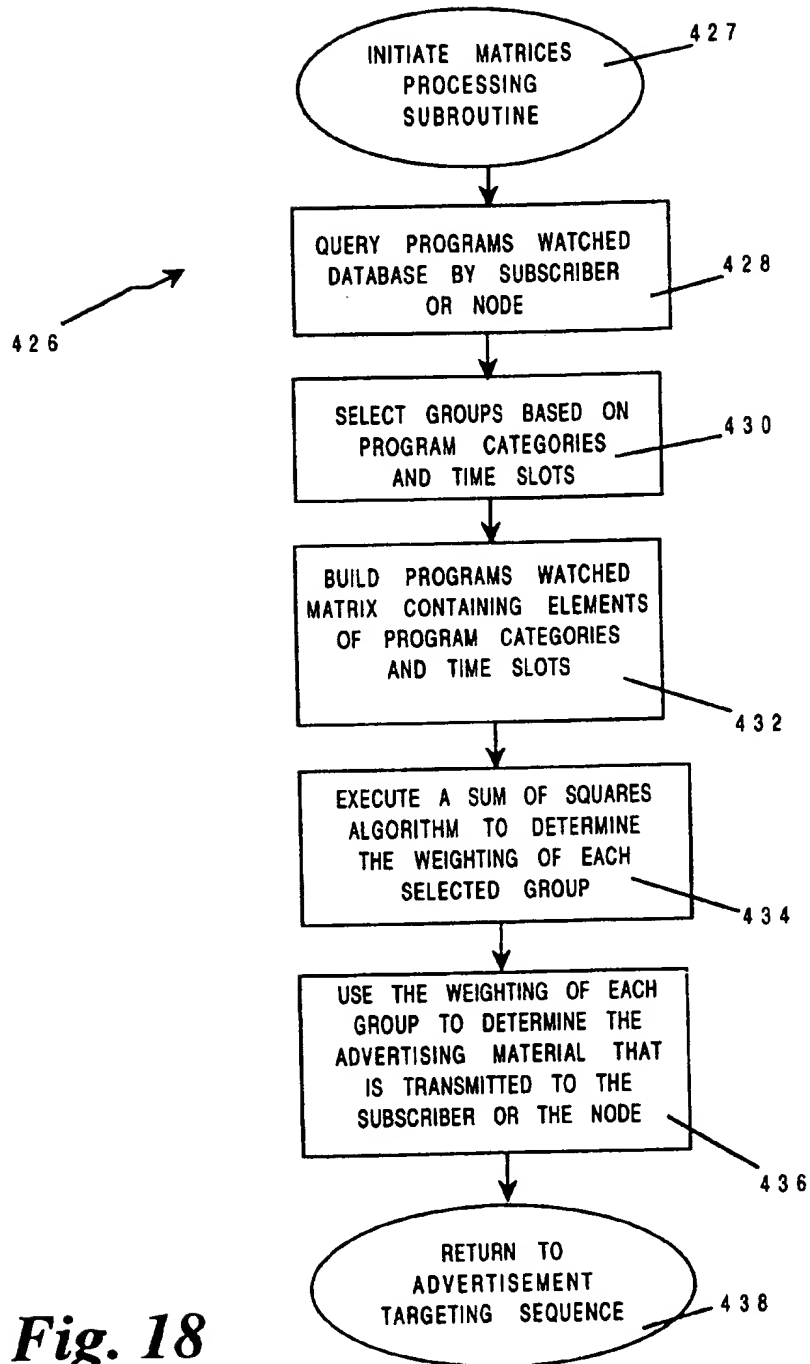 INITIATE MATRICES
PROCESSING
SUBROUTINE
427
QUERY PROGRAMS WATCHED
DATABASE BY SUBSCRIBER
OR NODE
428
426
SELECT GROUPS BASED ON
PROGRAM CATEGORIES
AND TIME SLOTS
430
BUILD PROGRAMS WATCHED
MATRIX CONTAINING ELEMENTS
OF PROGRAM CATEGORIES
AND TIME SLOTS
432
EXECUTE A SUM OF SQUARES
ALGORITHM TO DETERMINE
THE WEIGHTING OF EACH
SELECTED GROUP
434
USE THE WEIGHTING OF EACH
GROUP TO DETERMINE THE
ADVERTISING MATERIAL THAT
IS TRANSMITTED TO THE
SUBSCRIBER OR THE NODE
436
RETURN TO
ADVERTISEMENT
TARGETING SEQUENCE
438
Fig. 18